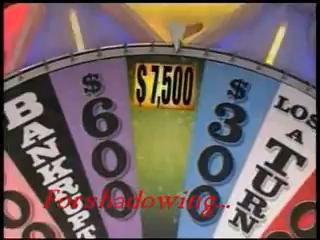 $7,500
BANKRUPT
$600
$300
LOSE A TURN
Forshadowing...